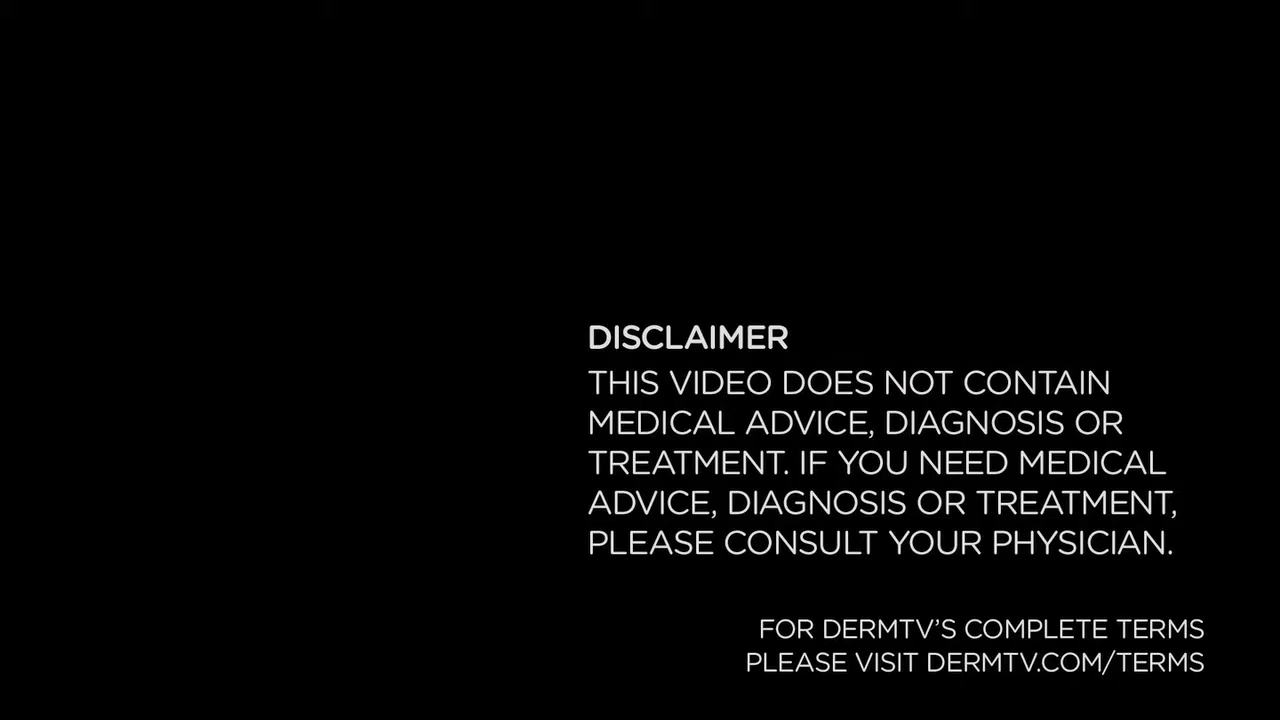 DISCLAIMER
THIS VIDEO DOES NOT CONTAIN
MEDICAL ADVICE, DIAGNOSIS OR
TREATMENT. IF YOU NEED MEDICAL
ADVICE, DIAGNOSIS OR TREATMENT,
PLEASE CONSULT YOUR PHYSICIAN.
FOR DERMTV’S COMPLETE TERMS
PLEASE VISIT DERMTV.COM/TERMS